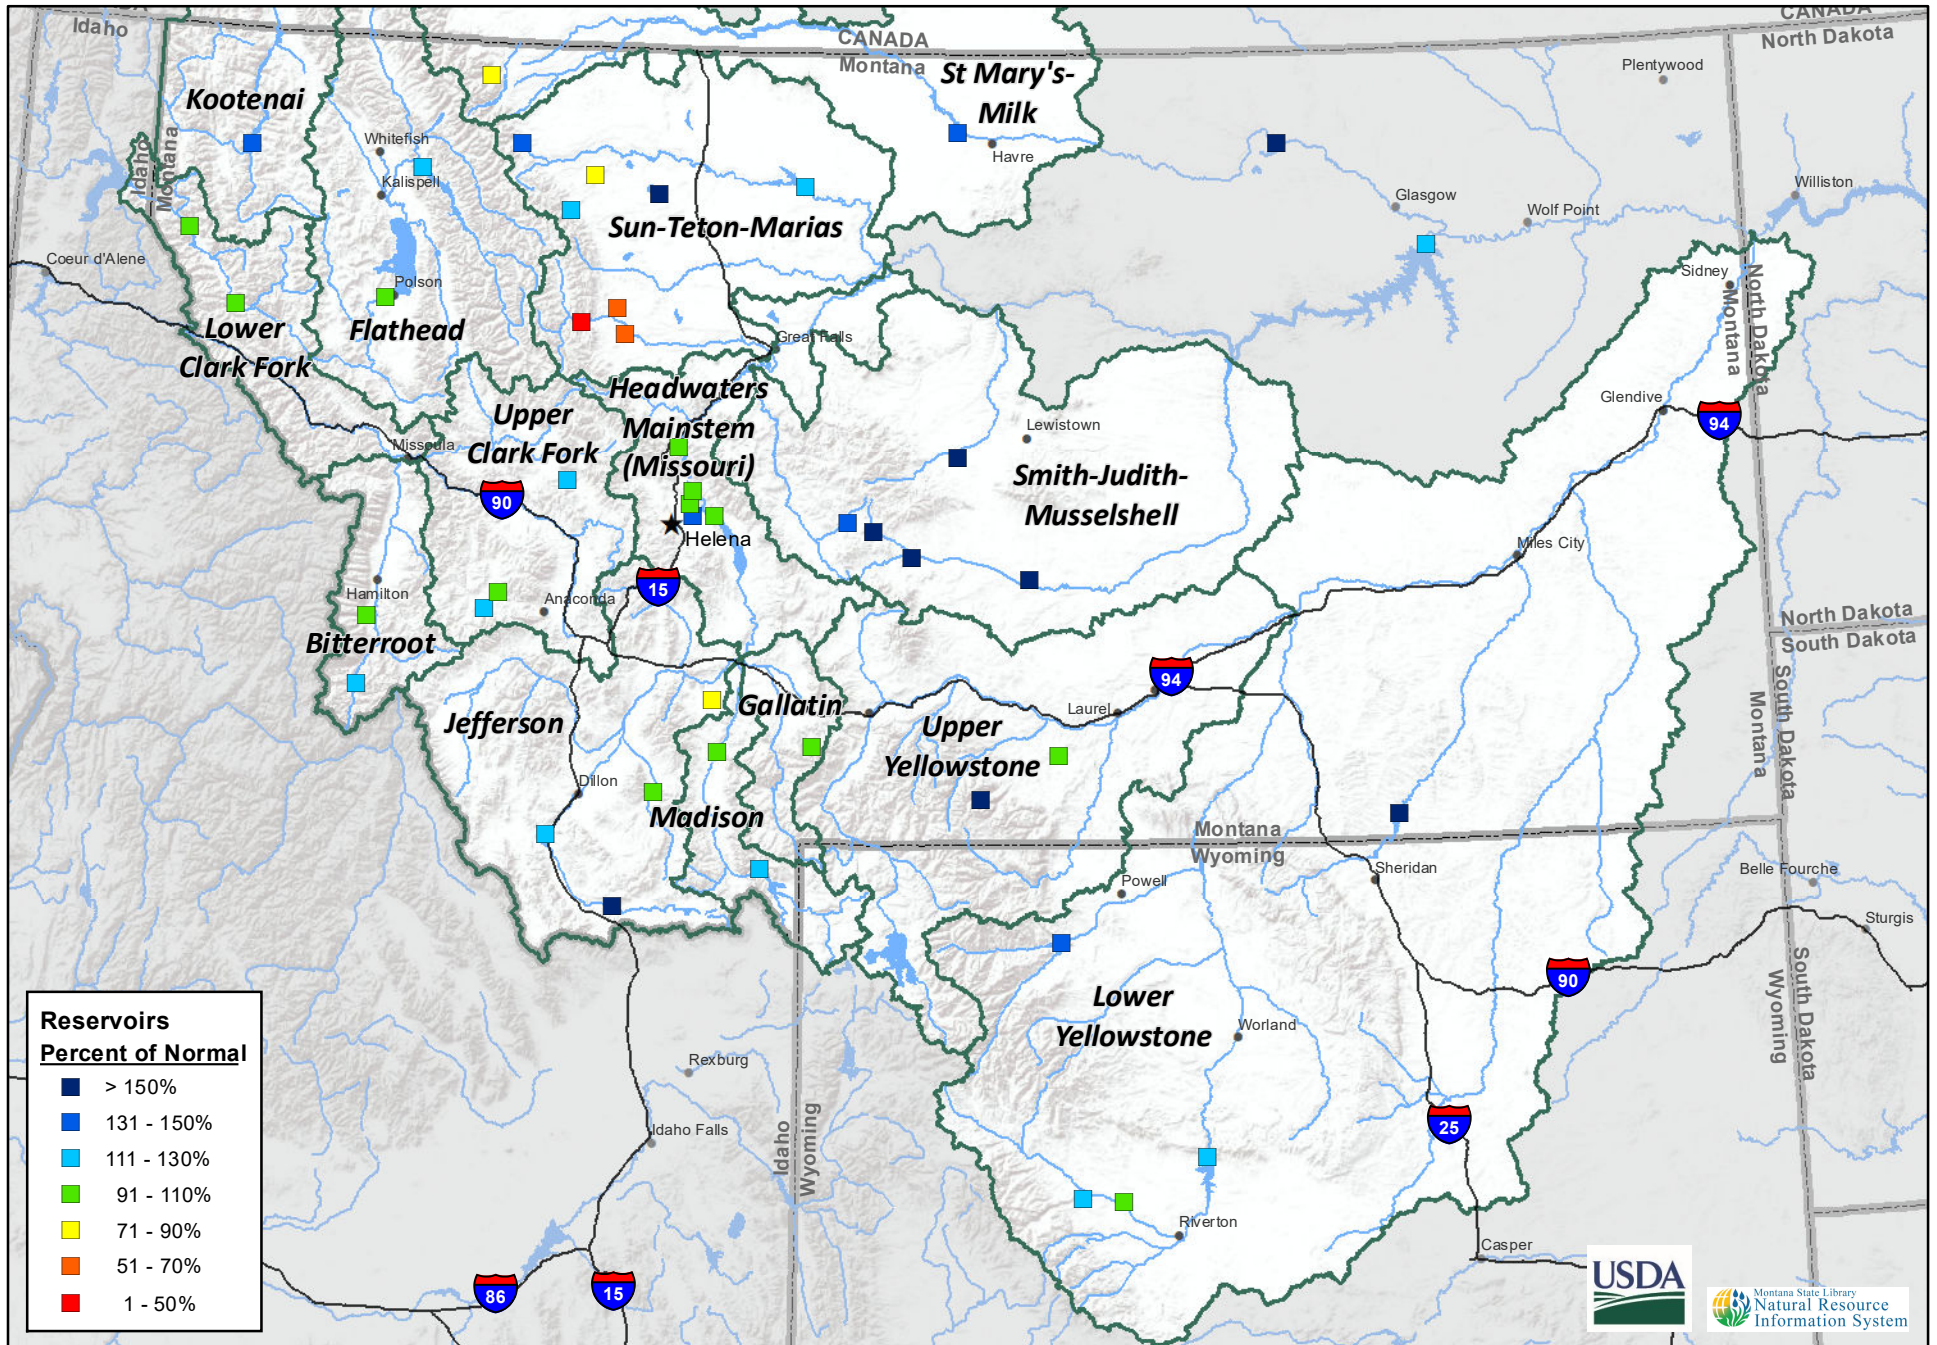 CANADA
Idaho
CANADA
Montana
CANADA
North Dakota
St Mary's-
Milk
Plentywood
Kootenai
Whitefish
Havre
Idaho
Montana
Kalispell
Glasgow
Williston
Wolf Point
Sun-Teton-Marias
Coeur d'Alene
Polson
Sidney
North Dakota
Montana
Lower
Clark Fork
Flathead
Great Falls
Headwaters
Mainstem
(Missouri)
Upper
Clark Fork
Missoula
Lewistown
Glendive
94
Smith-Judith-
Musselshell
90
Helena
Miles City
15
Hamilton
Anaconda
Bitterroot
North Dakota
South Dakota
94
Jefferson
Gallatin
Laurel
Upper
Yellowstone
South Dakota
Montana
Dillon
Madison
Montana
Wyoming
Powell
Sheridan
Belle Fourche
Sturgis
90
South Dakota
Wyoming
Lower
Yellowstone
Worland
Reservoirs
Percent of Normal
> 150%
131 - 150%
111 - 130%
91 - 110%
71 - 90%
51 - 70%
1 - 50%
Rexburg
Idaho Falls
Idaho
Wyoming
25
Riverton
Casper
86
15
USDA
Montana State Library
Natural Resource
Information System